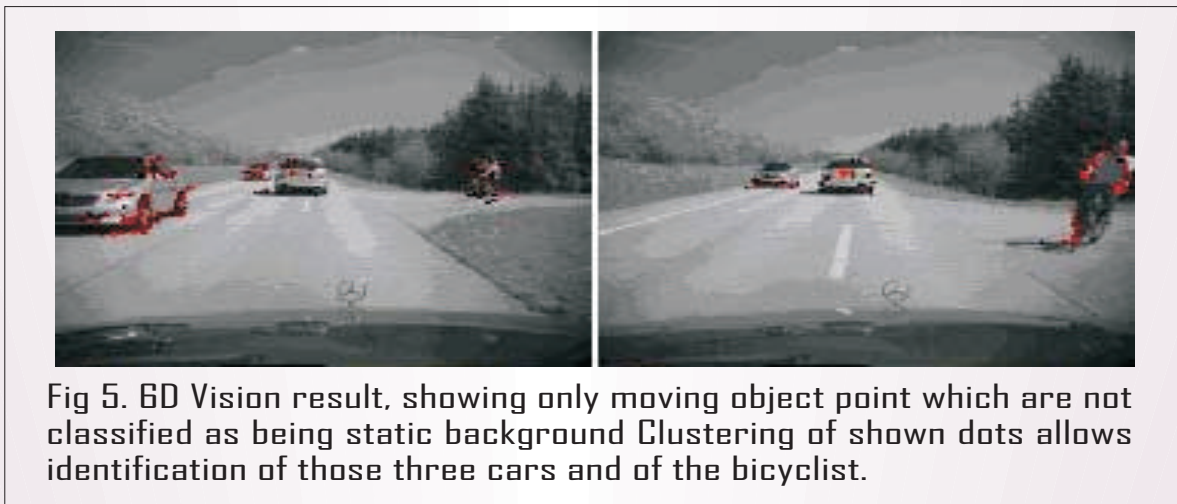 Fig 5. 6D Vision result, showing only moving object point which are not
classified as being static background Clustering of shown dots allows
identification of those three cars and of the bicyclist.